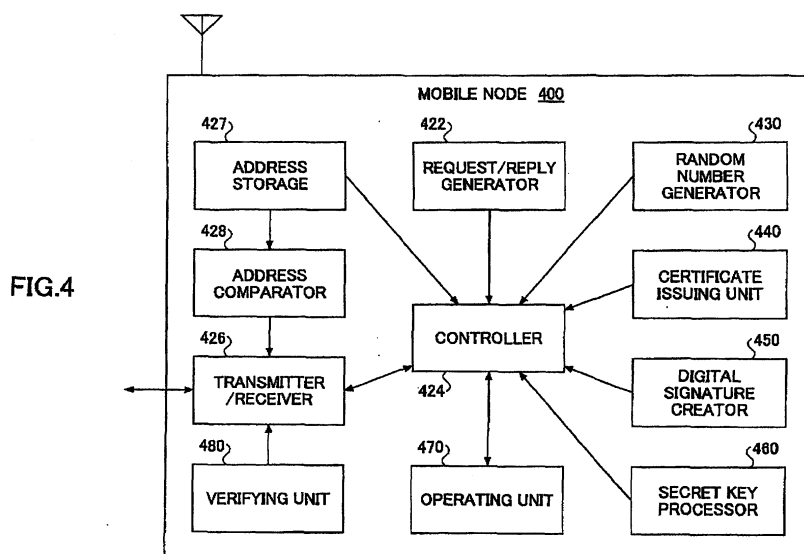 MOBILE NODE 400
427
ADDRESS
STORAGE
422
REQUEST/REPLY
GENERATOR
430
RANDOM
NUMBER
GENERATOR
428
ADDRESS
COMPARATOR
440
CERTIFICATE
ISSUING UNIT
FIG.4
CONTROLLER
424
426
TRANSMITTER
/RECEIVER
450
DIGITAL
SIGNATURE
CREATOR
480
VERIFYING UNIT
470
OPERATING UNIT
460
SECRET KEY
PROCESSOR